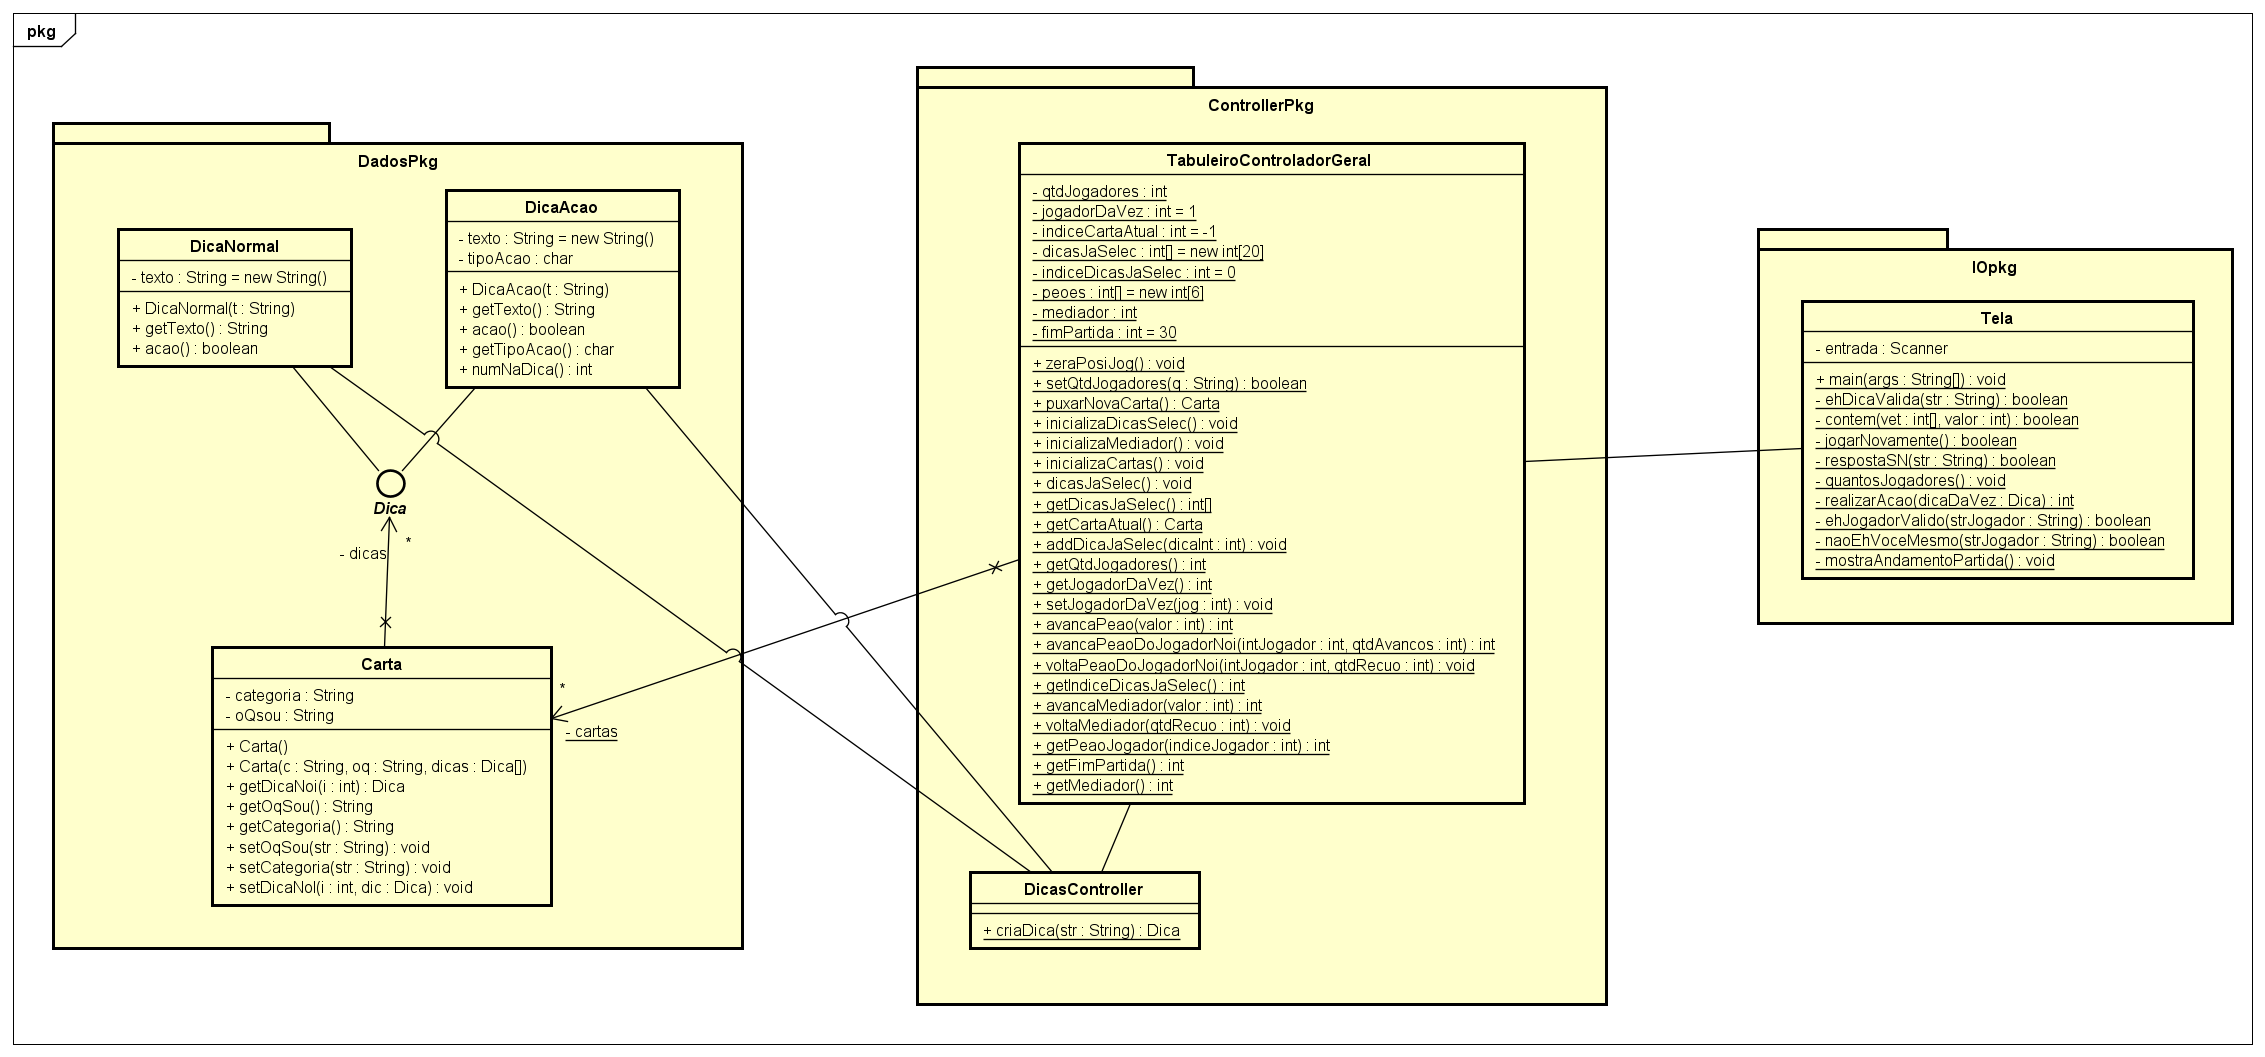 pkg
DadosPkg
DicaNormal
- texto : String = new String()
+ DicaNormal(t : String)
+ getTexto() : String
+ acao() : boolean
DicaAcao
- texto : String = new String()
- tipoAcao : char
+ DicaAcao(t : String)
+ getTexto() : String
+ acao() : boolean
+ getTipoAcao() : char
+ numNaDica() : int
Dica
- dicas
*
Carta
- categoria : String
- oQsou : String
+ Carta()
+ Carta(c : String, oq : String, dicas : Dica[])
+ getDicaNoi(i : int) : Dica
+ getOqSou() : String
+ getCategoria() : String
+ setOqSou(str : String) : void
+ setCategoria(str : String) : void
+ setDicaNoI(i : int, dic : Dica) : void
*
- cartas
ControllerPkg
TabuleiroControladorGeral
- qtdJogadores : int
- jogadorDaVez : int = 1
- indiceCartaAtual : int = -1
- dicasJaSelec : int[] = new int[20]
- indiceDicasJaSelec : int = 0
- peoes : int[] = new int[6]
- mediador : int
- fimPartida : int = 30
+ zeraPosiJog() : void
+ setQtdJogadores(q : String) : boolean
+ puxarNovaCarta() : Carta
+ inicializaDicasSelec() : void
+ inicializaMediador() : void
+ inicializaCartas() : void
+ dicasJaSelec() : void
+ getDicasJaSelec() : int[]
+ getCartaAtual() : Carta
+ addDicaJaSelec(dicaInt : int) : void
+ getQtdJogadores() : int
+ getJogadorDaVez() : int
+ setJogadorDaVez(jog : int) : void
+ avancaPeao(valor : int) : int
+ avancaPeaoDoJogadorNoi(intJogador : int, qtdAvancos : int) : int
+ voltaPeaoDoJogadorNoi(intJogador : int, qtdRecuo : int) : void
+ getIndiceDicasJaSelec() : int
+ avancaMediador(valor : int) : int
+ voltaMediador(qtdRecuo : int) : void
+ getPeaoJogador(indiceJogador : int) : int
+ getFimPartida() : int
+ getMediador() : int
DicasController
+ criaDica(str : String) : Dica
IOpkg
Tela
- entrada : Scanner
+ main(args : String[]) : void
- ehDicaValida(str : String) : boolean
- contem(vet : int[], valor : int) : boolean
- jogarNovamente() : boolean
- respostaSN(str : String) : boolean
- quantosJogadores() : void
- realizarAcao(dicaDaVez : Dica) : int
- ehJogadorValido(strJogador : String) : boolean
- naoEhVoceMesmo(strJogador : String) : boolean
- mostraAndamentoPartida() : void